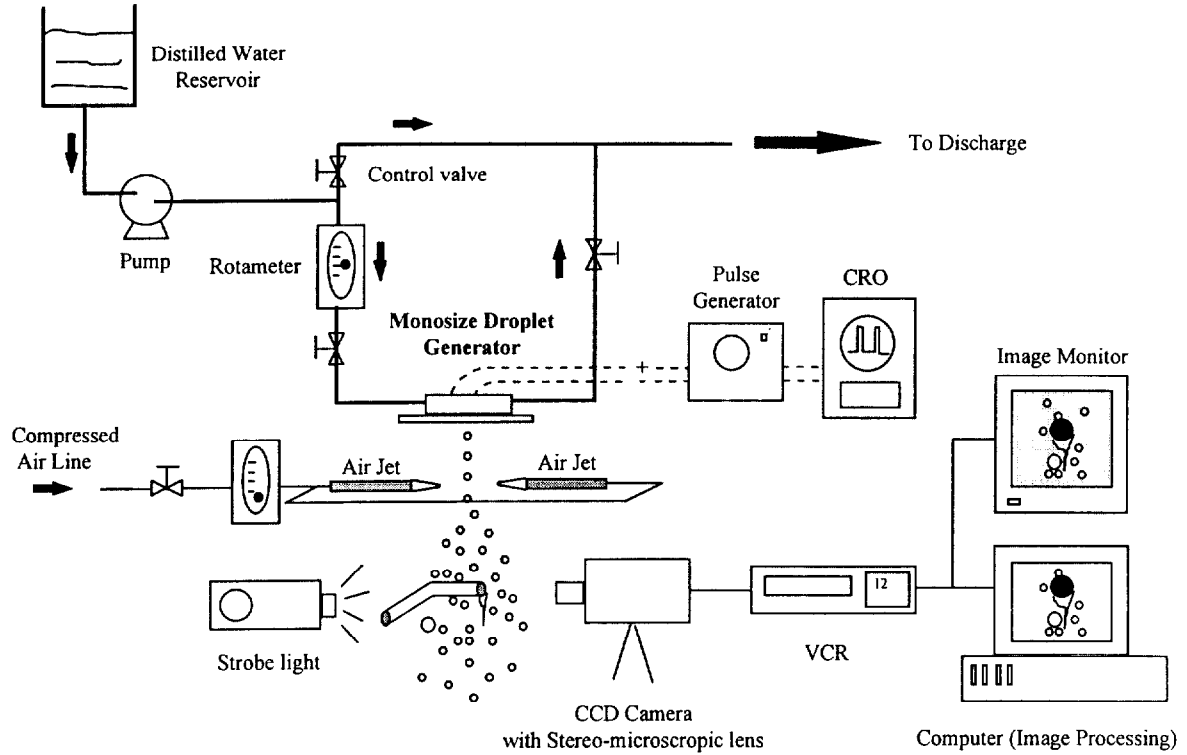 Distilled Water
Reservoir
To Discharge
Control valve
Pump
Rotameter
Pulse
Generator
CRO
Monosize Droplet
Generator
+
Image Monitor
Compressed
Air Line
Air Jet
Air Jet
12
Strobe light
VCR
CCD Camera
with Stereo-microscropic lens
Computer (Image Processing)